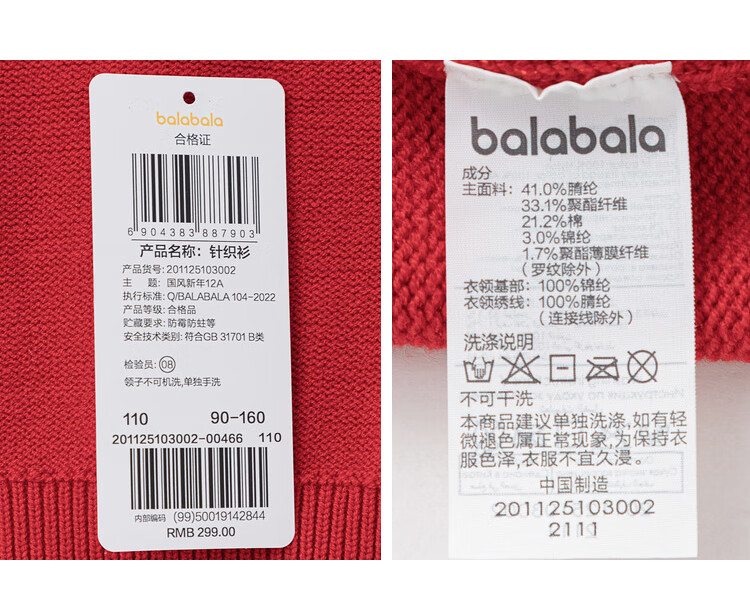 balabala
合格证
6 904383 887903
产品名称: 针织衫
产品货号: 201125103002
主 题: 国风新年12A
执行标准: Q/BALABALA 104-2022
产品等级: 合格品
贮藏要求: 防霉防蛀等
安全技术类别: 符合GB 31701 B类
检验员: 08
领子不可机洗,单独手洗
110 90-160
201125103002-00466 110
内部编码 (99)50019142844
RMB 299.00
balabala
成分
主面料: 41.0%腈纶
33.1%聚酯纤维
21.2%棉
3.0%锦纶
1.7%聚酯薄膜纤维
(罗纹除外)
衣领基部: 100%锦纶
衣领绣线: 100%腈纶
(连接线除外)
洗涤说明
不可干洗
本商品建议单独洗涤,如有轻
微褪色属正常现象,为保持衣
服色泽,衣服不宜久浸。
中国制造
201125103002
2111